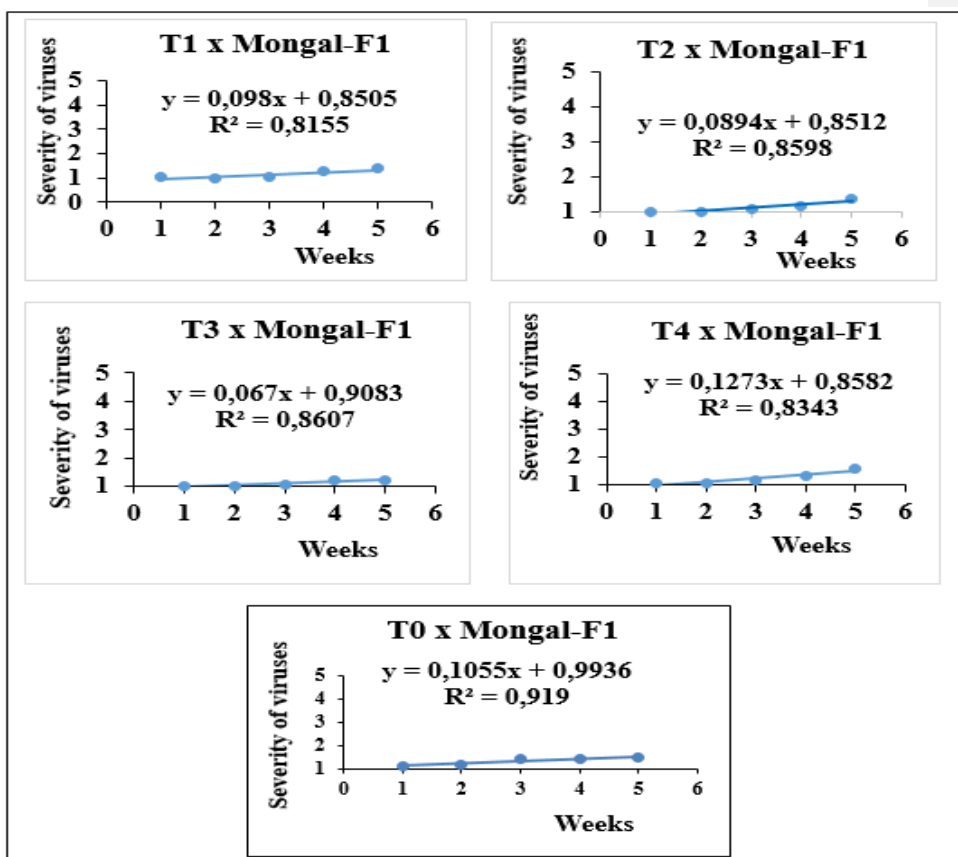 T1 x Mongal-F1
Severity of viruses
y = 0,098x + 0,8505
R² = 0,8155
5
4
3
2
1
0
0 1 2 3 4 5 6
Weeks
T2 x Mongal-F1
Severity of viruses
y = 0,0894x + 0,8512
R² = 0,8598
5
4
3
2
1
0 1 2 3 4 5 6
Weeks
T3 x Mongal-F1
Severity of viruses
y = 0,067x + 0,9083
R² = 0,8607
5
4
3
2
1
0 1 2 3 4 5 6
Weeks
T4 x Mongal-F1
Severity of viruses
y = 0,1273x + 0,8582
R² = 0,8343
5
4
3
2
1
0 1 2 3 4 5 6
Weeks
T0 x Mongal-F1
Severity of viruses
y = 0,1055x + 0,9936
R² = 0,919
5
4
3
2
1
0 1 2 3 4 5 6
Weeks